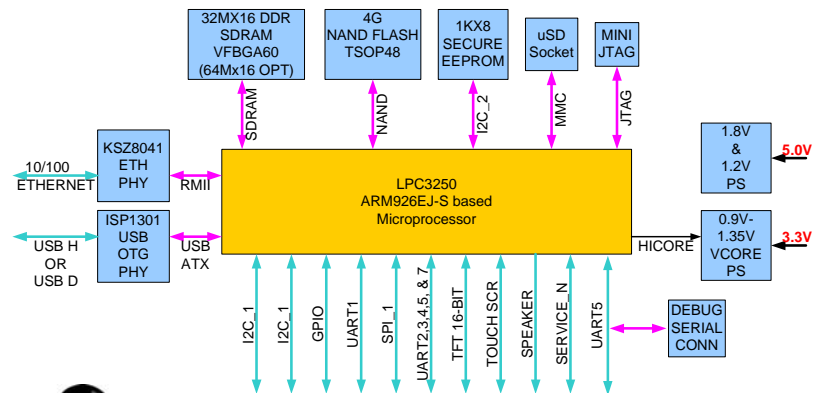 32MX16 DDR
SDRAM
VFBGA60
(64Mx16 OPT)
4G
NAND FLASH
TSOP48
1KX8
SECURE
EEPROM
uSD
Socket
MINI
JTAG
SDRAM
NAND
I2C_2
MMC
JTAG
KSZ8041
ETH
PHY
10/100
ETHERNET
RMII
LPC3250
ARM926EJ-S based
Microprocessor
1.8V
&
1.2V
PS
5.0V
ISP1301
USB
OTG
PHY
USB H
OR
USB D
USB
ATX
HICORE
0.9V-
1.35V
VCORE
PS
3.3V
I2C_1
I2C_1
GPIO
UART1
SPI_1
UART2,3,4,5, & 7
TFT 16-BIT
TOUCH SCR
SPEAKER
SERVICE_N
UART5
DEBUG
SERIAL
CONN